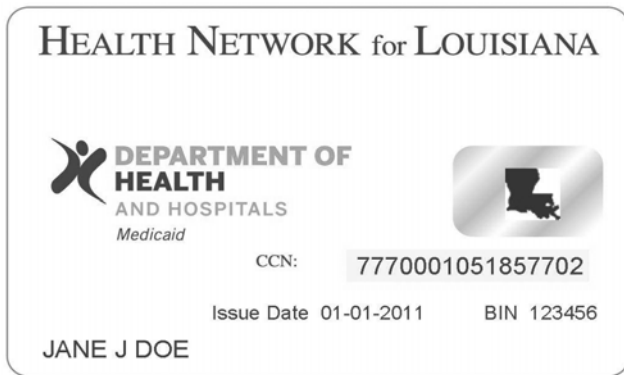 HEALTH NETWORK for LOUISIANA
DEPARTMENT OF
HEALTH
AND HOSPITALS
Medicaid
CCN: 7770001051857702
Issue Date 01-01-2011 BIN 123456
JANE J DOE